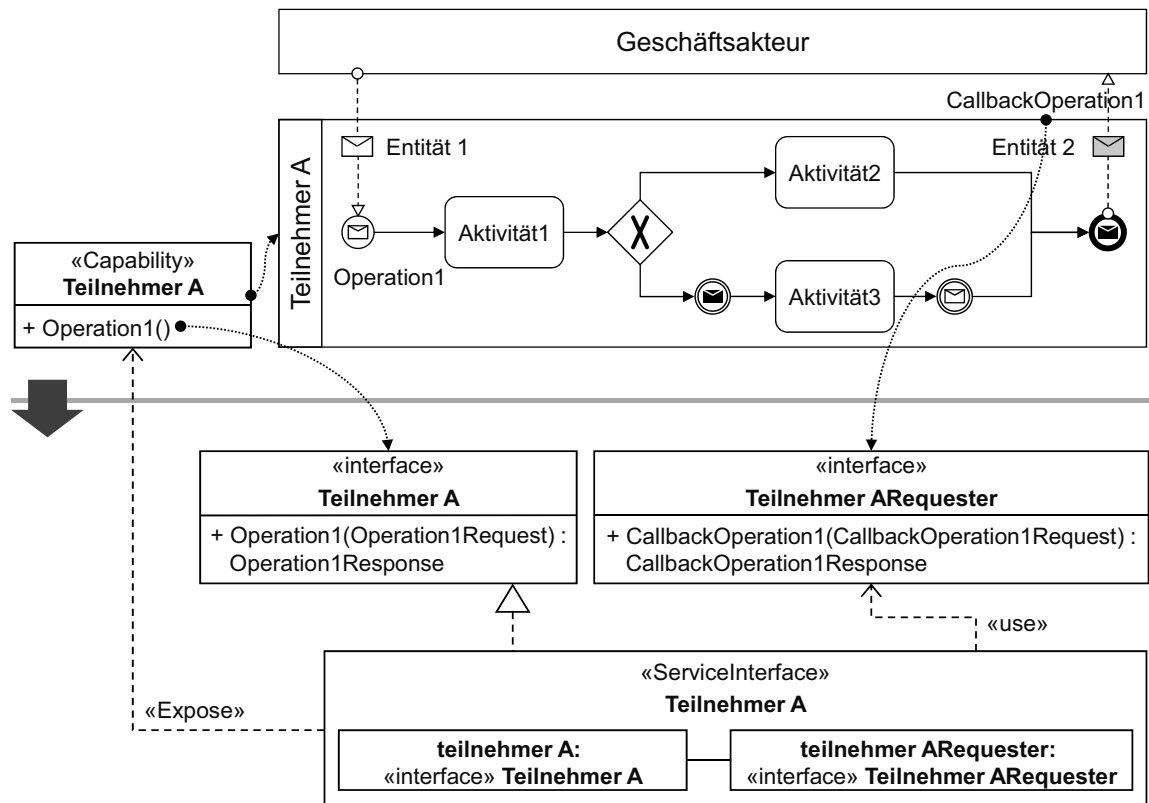 Geschäftsakteur
CallbackOperation1
Teilnehmer A
Entität 1
Entität 2
Aktivität2
Aktivität1
X
Operation1
Aktivität3
«Capability»
Teilnehmer A
+ Operation1()
«interface»
Teilnehmer A
+ Operation1(Operation1Request) :
Operation1Response
«interface»
Teilnehmer ARequester
+ CallbackOperation1(CallbackOperation1Request) :
CallbackOperation1Response
«use»
«Expose»
«ServiceInterface»
Teilnehmer A
teilnehmer A:
«interface» Teilnehmer A
teilnehmer ARequester:
«interface» Teilnehmer ARequester